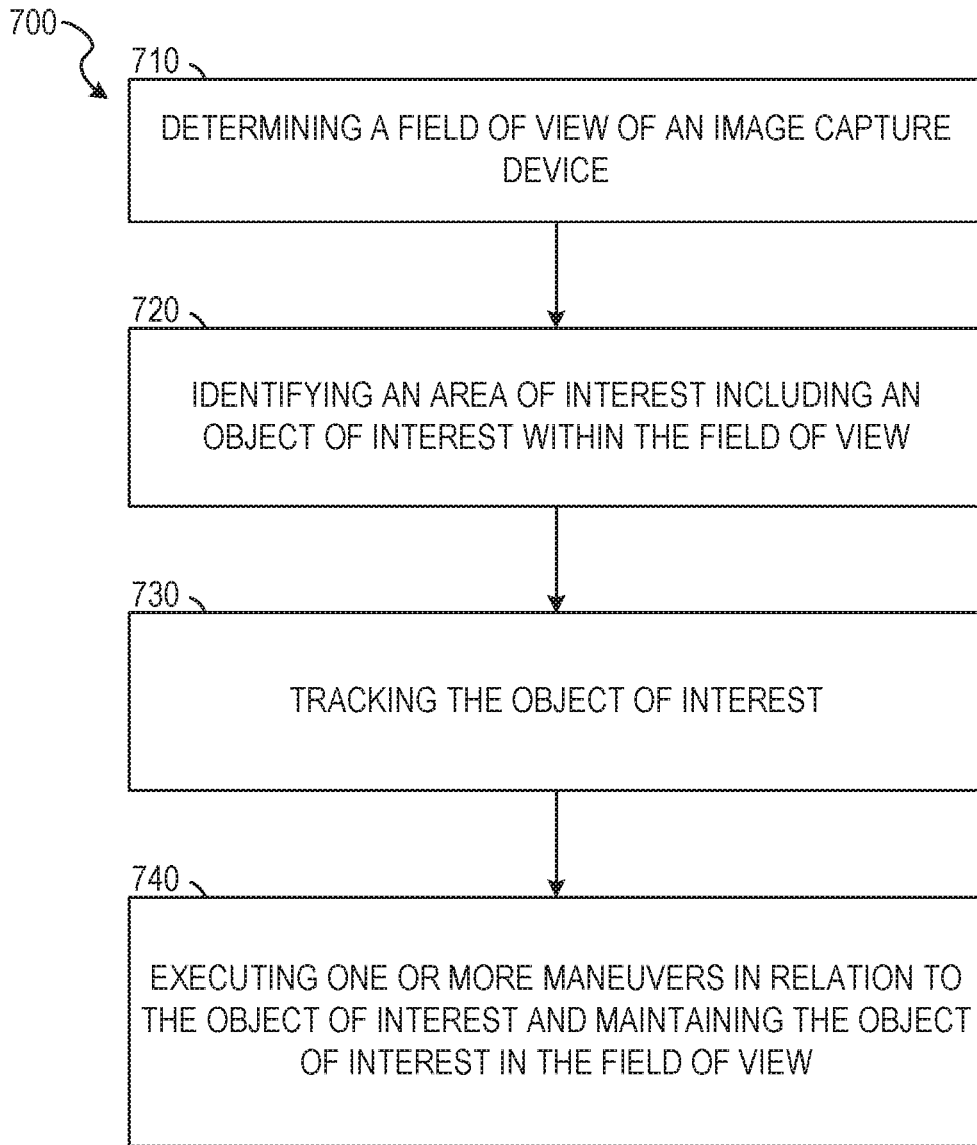 700
710
DETERMINING A FIELD OF VIEW OF AN IMAGE CAPTURE
DEVICE
720
IDENTIFYING AN AREA OF INTEREST INCLUDING AN
OBJECT OF INTEREST WITHIN THE FIELD OF VIEW
730
TRACKING THE OBJECT OF INTEREST
740
EXECUTING ONE OR MORE MANEUVERS IN RELATION TO
THE OBJECT OF INTEREST AND MAINTAINING THE OBJECT
OF INTEREST IN THE FIELD OF VIEW